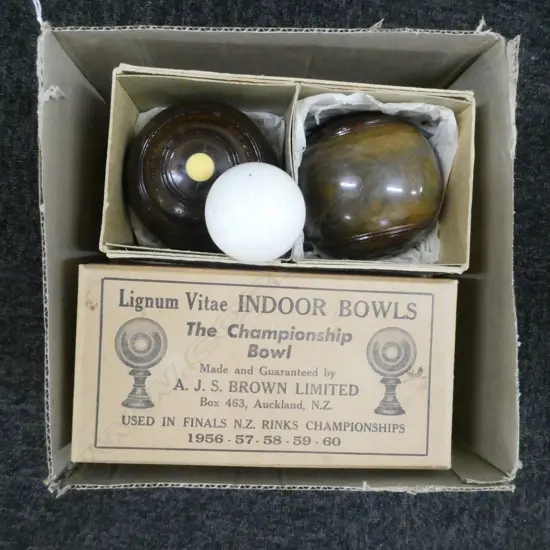 Lignum Vitae INDOOR BOWLS
The Championship
Bowl
Made and Guaranteed by
A. J. S. BROWN LIMITED
Box 463, Auckland, N.Z.
USED IN FINALS N.Z. RINKS CHAMPIONSHIPS
1956 - 57 - 58 - 59 - 60